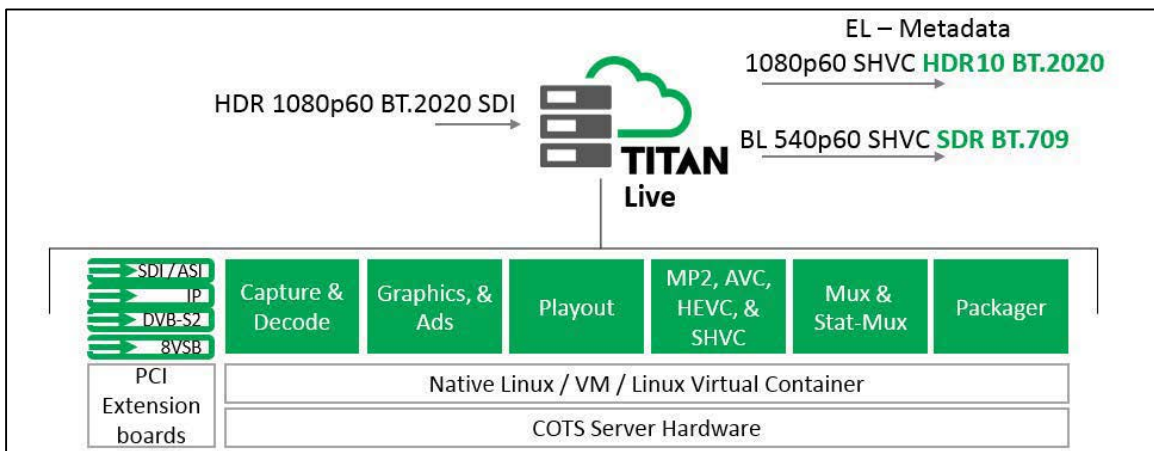 EL – Metadata
1080p60 SHVC HDR10 BT.2020
HDR 1080p60 BT.2020 SDI
BL 540p60 SHVC SDR BT.709
TITAN
Live
SDI / ASI
IP
DVB-S2
8VSB
Capture &
Decode
Graphics, &
Ads
Playout
MP2, AVC,
HEVC, &
SHVC
Mux &
Stat-Mux
Packager
PCI
Extension
boards
Native Linux / VM / Linux Virtual Container
COTS Server Hardware